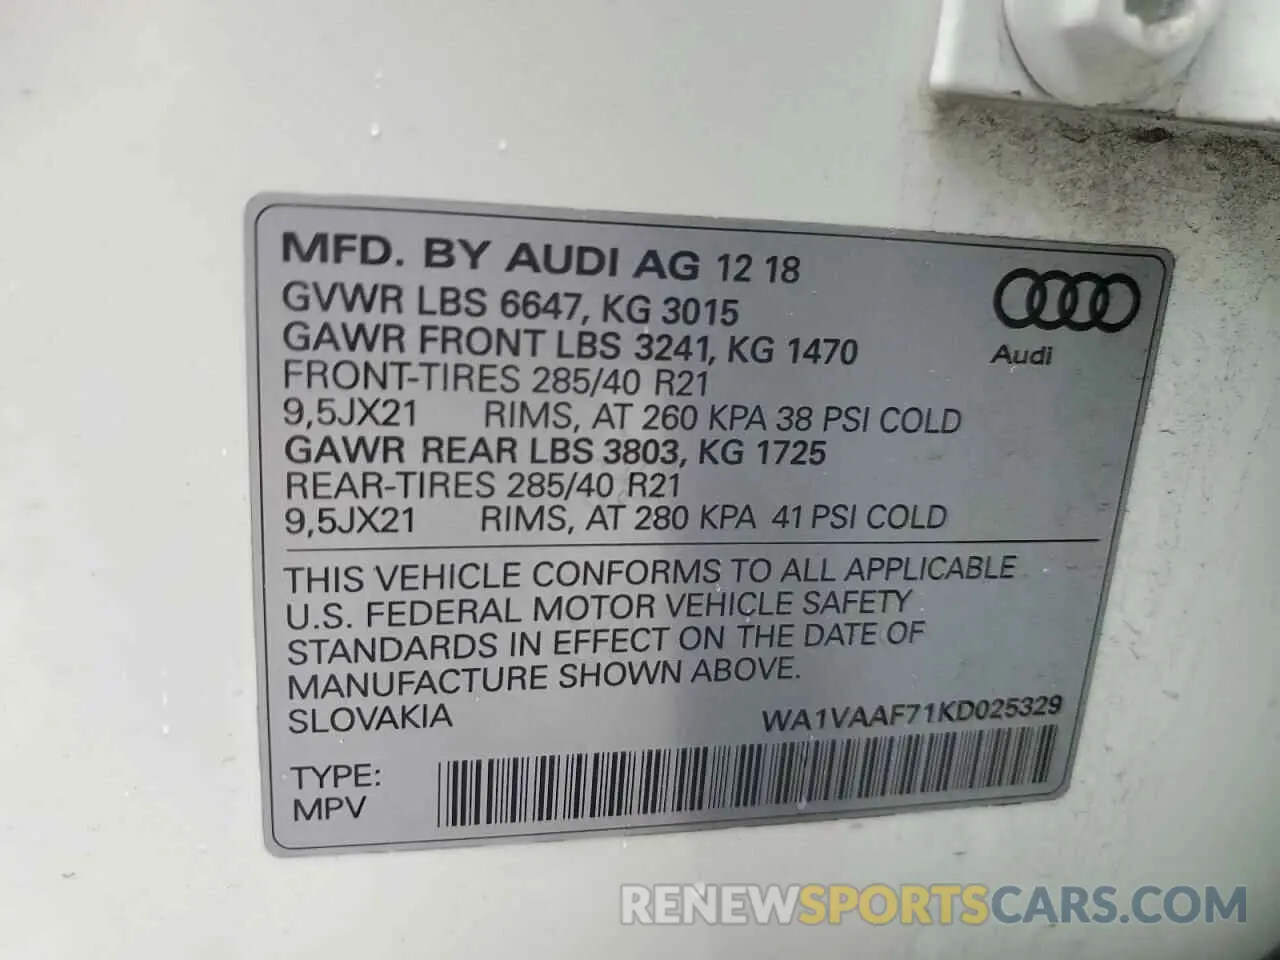 MFD. BY AUDI AG 12 18
GVWR LBS 6647, KG 3015
GAWR FRONT LBS 3241, KG 1470
FRONT-TIRES 285/40 R21
9,5JX21 RIMS, AT 260 KPA 38 PSI COLD
GAWR REAR LBS 3803, KG 1725
REAR-TIRES 285/40 R21
9,5JX21 RIMS, AT 280 KPA 41 PSI COLD
Audi
THIS VEHICLE CONFORMS TO ALL APPLICABLE
U.S. FEDERAL MOTOR VEHICLE SAFETY
STANDARDS IN EFFECT ON THE DATE OF
MANUFACTURE SHOWN ABOVE.
SLOVAKIA WA1VAAF71KD025329
TYPE:
MPV
RENEWSPORTSCARS.COM